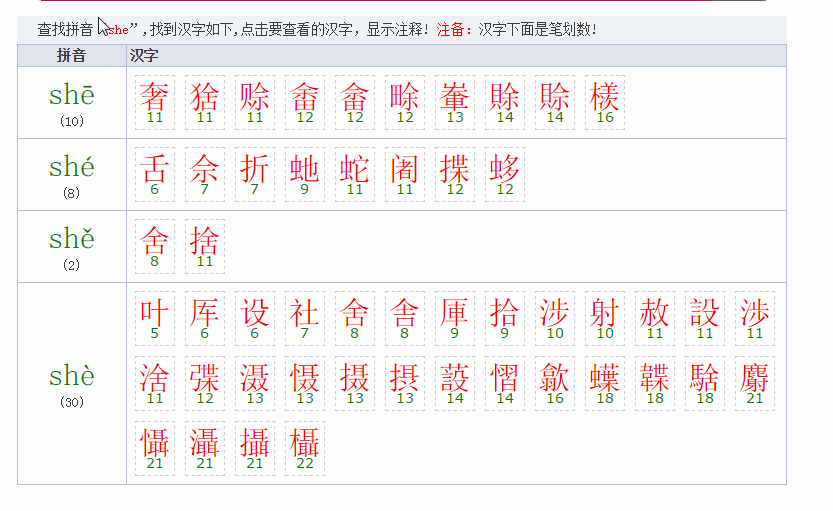 查找拼音“she”,找到汉字如下,点击要查看的汉字,显示注释!注备:汉字下面是笔划数!
拼音 汉字
shē 奢 猞 赊 畲 畬 畭 輋 賒 賖 檨
(10) 11 11 11 12 12 12 13 14 14 16
shé 舌 佘 折 虵 蛇 阇 揲 蛥
(8) 6 7 7 9 11 11 12 12
shě 舍 捨
(2) 8 11
叶 厍 设 社 舍 舎 厙 拾 涉 射 赦 設 渉
5 6 6 7 8 8 9 9 10 10 11 11 11
shè 涻 弽 滠 慑 摄 摂 蔎 慴 歙 蠂 韘 騇 麝
(30) 11 12 13 13 13 13 14 14 16 18 18 18 21
懾 灄 攝 欇
21 21 21 22